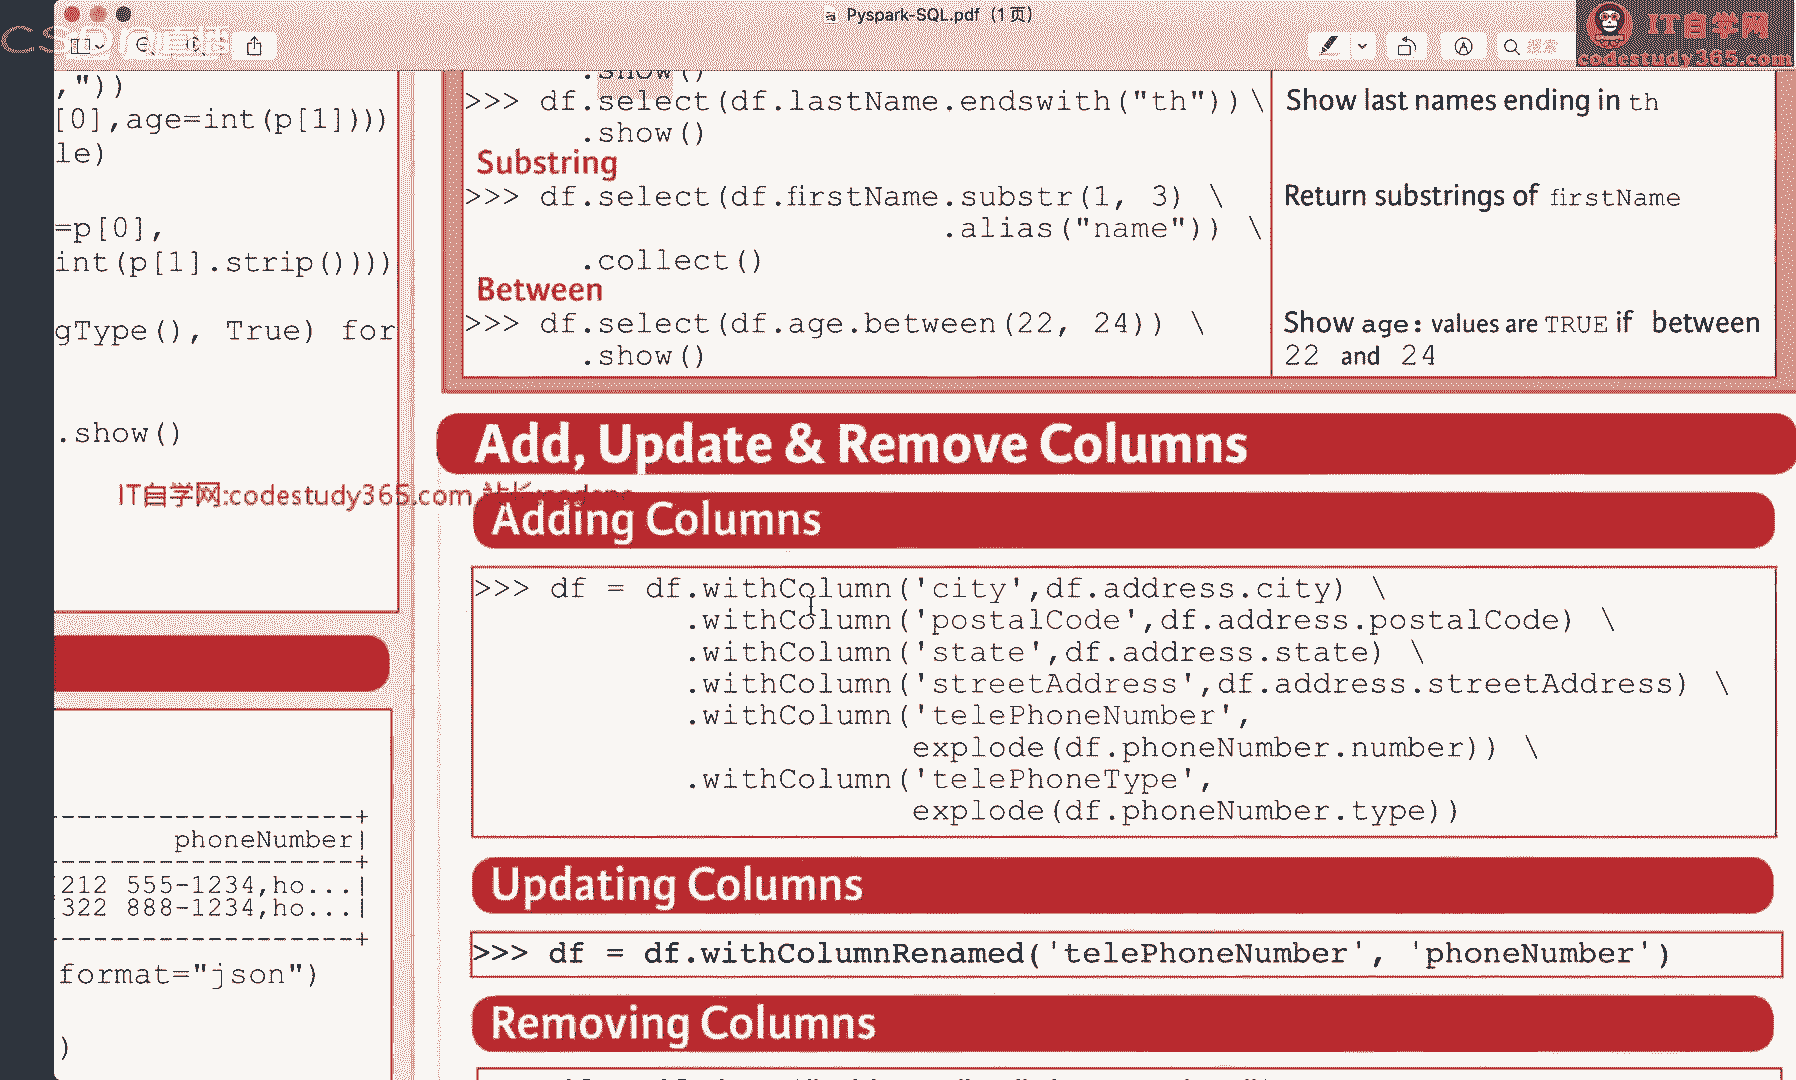 Pyspark-SQL.pdf (1 页)
CSDN
搜索
IT自学网
codestudy365.com
,"))
[0],age=int(p[1])))
le)
=p[0],
int(p[1].strip())))
gType(), True) for
.show()
IT自学网:codestudy365.com
phoneNumber|
212 555-1234,ho...|
322 888-1234,ho...|
format="json")
)
.show()
>>> df.select(df.lastName.endswith("th")) \
.show()
Show last names ending in th
Substring
>>> df.select(df.firstName.substr(1, 3) \
.alias("name")) \
.collect()
Return substrings of firstName
Between
>>> df.select(df.age.between(22, 24)) \
.show()
Show age: values are TRUE if between
22 and 24
Add, Update & Remove Columns
Adding Columns
>>> df = df.withColumn('city',df.address.city) \
.withColumn('postalCode',df.address.postalCode) \
.withColumn('state',df.address.state) \
.withColumn('streetAddress',df.address.streetAddress) \
.withColumn('telePhoneNumber',
explode(df.phoneNumber.number)) \
.withColumn('telePhoneType',
explode(df.phoneNumber.type))
Updating Columns
>>> df = df.withColumnRenamed('telePhoneNumber', 'phoneNumber')
Removing Columns